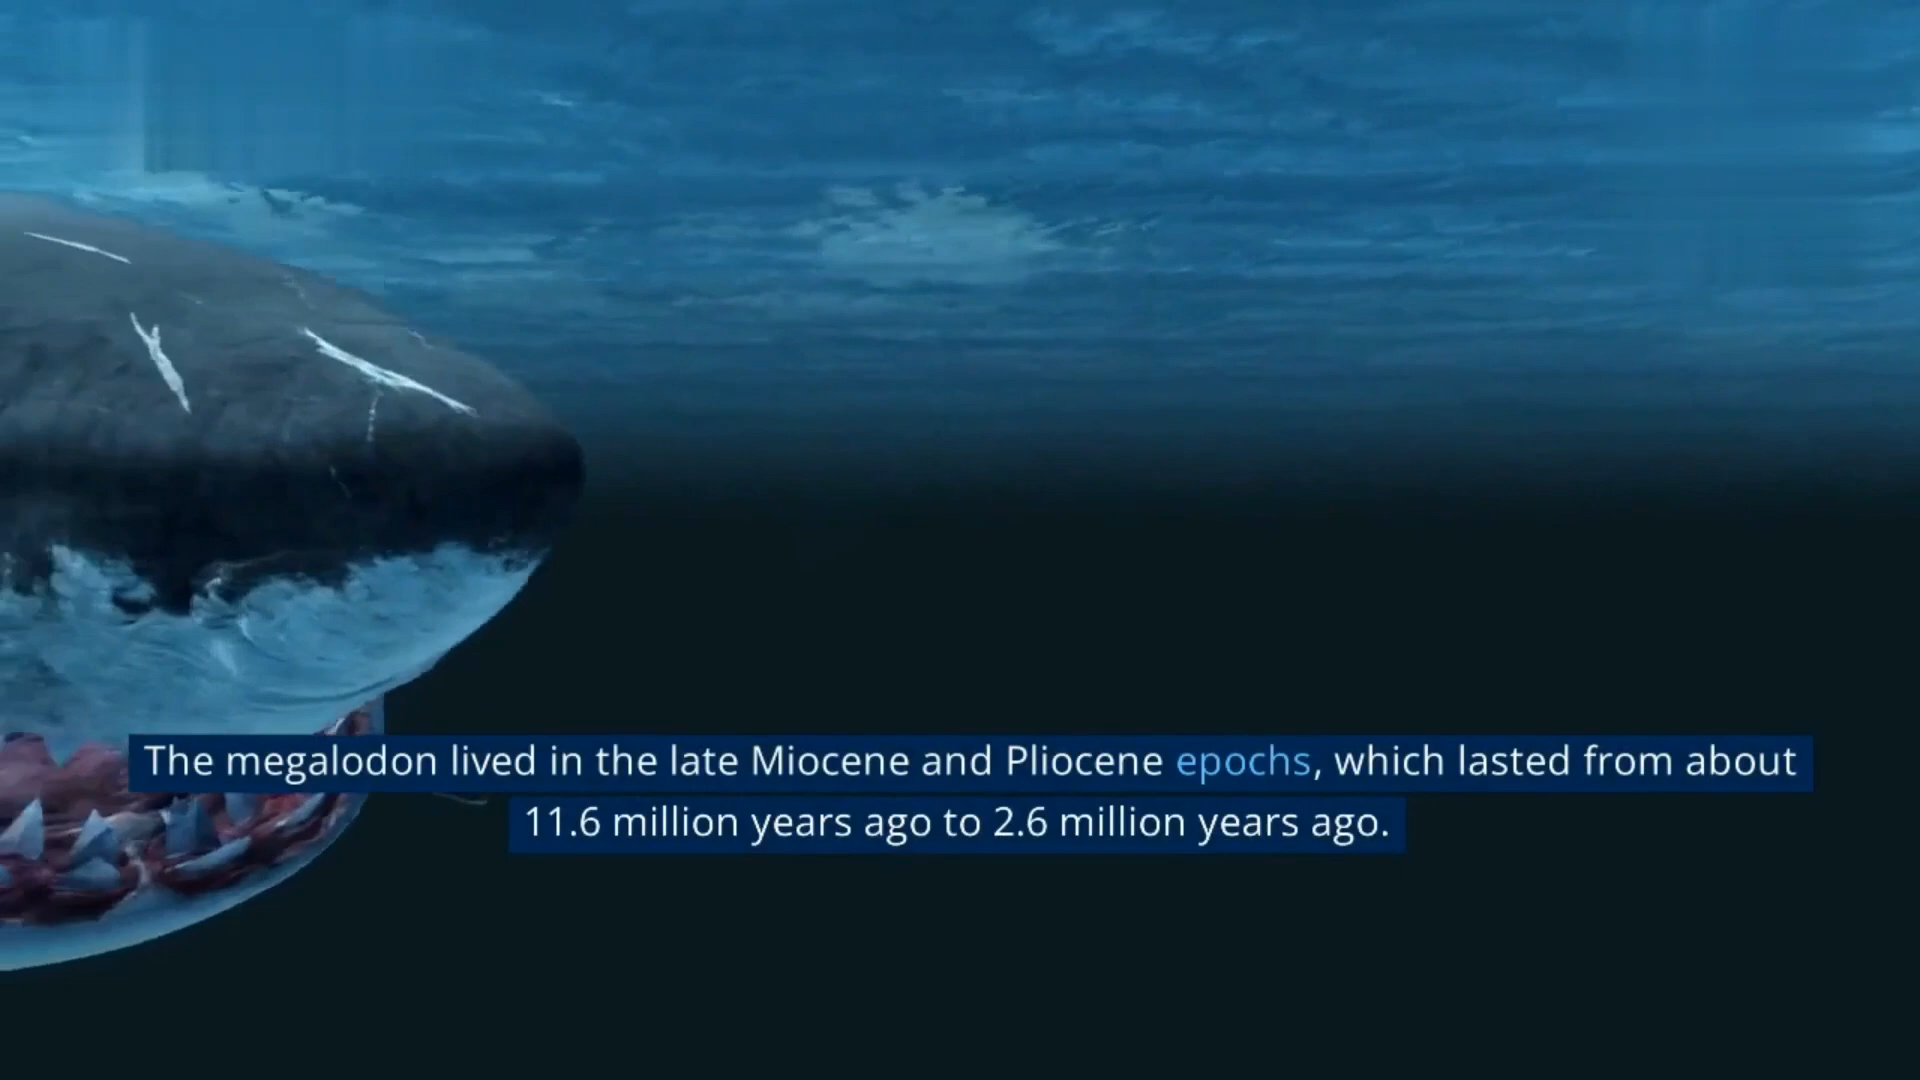 The megalodon lived in the late Miocene and Pliocene epochs, which lasted from about
11.6 million years ago to 2.6 million years ago.